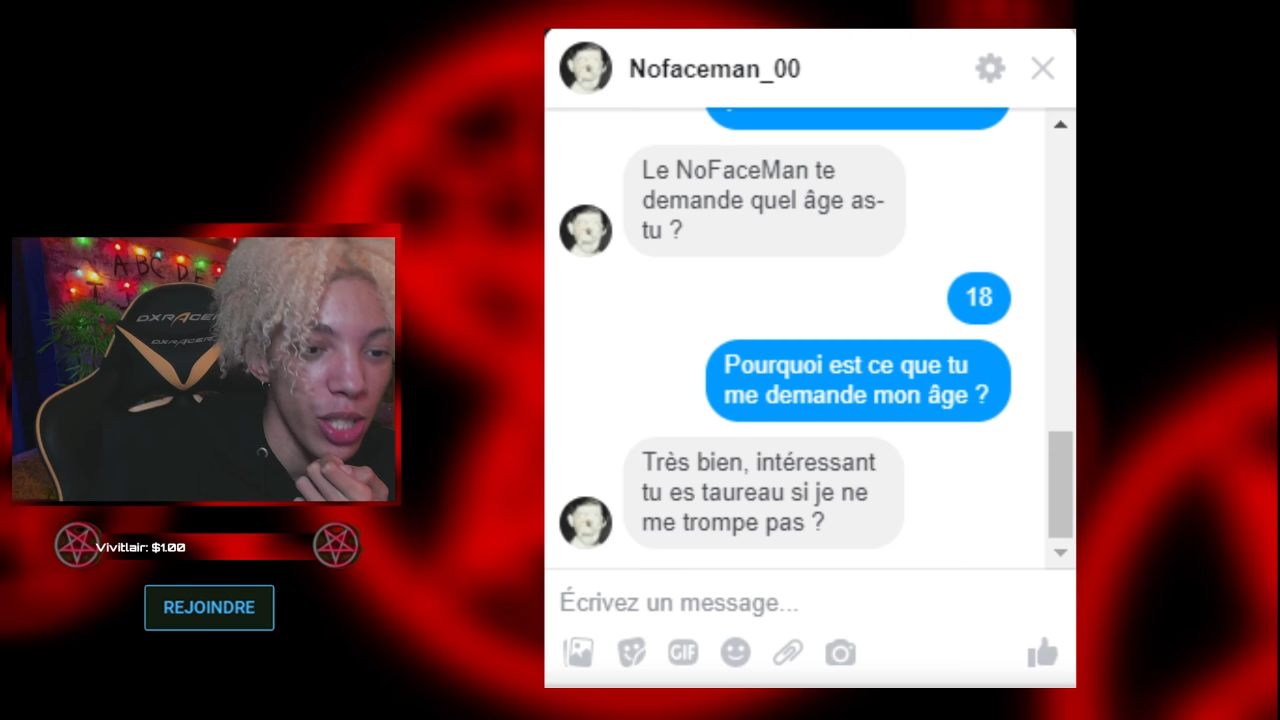 Nofaceman_00
Le NoFaceMan te
demande quel âge as-
tu ?
18
Pourquoi est ce que tu
me demande mon âge ?
Très bien, intéressant
tu es taureau si je ne
me trompe pas ?
Écrivez un message...
GIF
A B C D E F
DXRACER
DXRACER
Vivitlair: $1.00
REJOINDRE